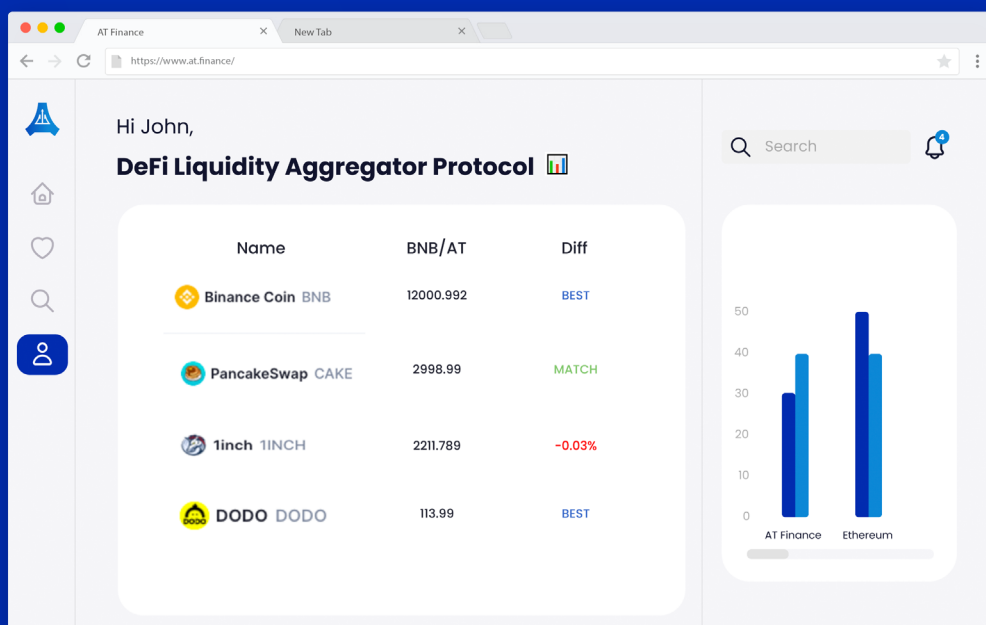 AT Finance
New Tab
https://www.at.finance/
Hi John,
DeFi Liquidity Aggregator Protocol
Search
4
Name BNB/AT Diff
Binance Coin BNB 12000.992 BEST
PancakeSwap CAKE 2998.99 MATCH
1inch 1INCH 2211.789 -0.03%
DODO DODO DODO 113.99 BEST
50
40
30
20
10
0
AT Finance Ethereum